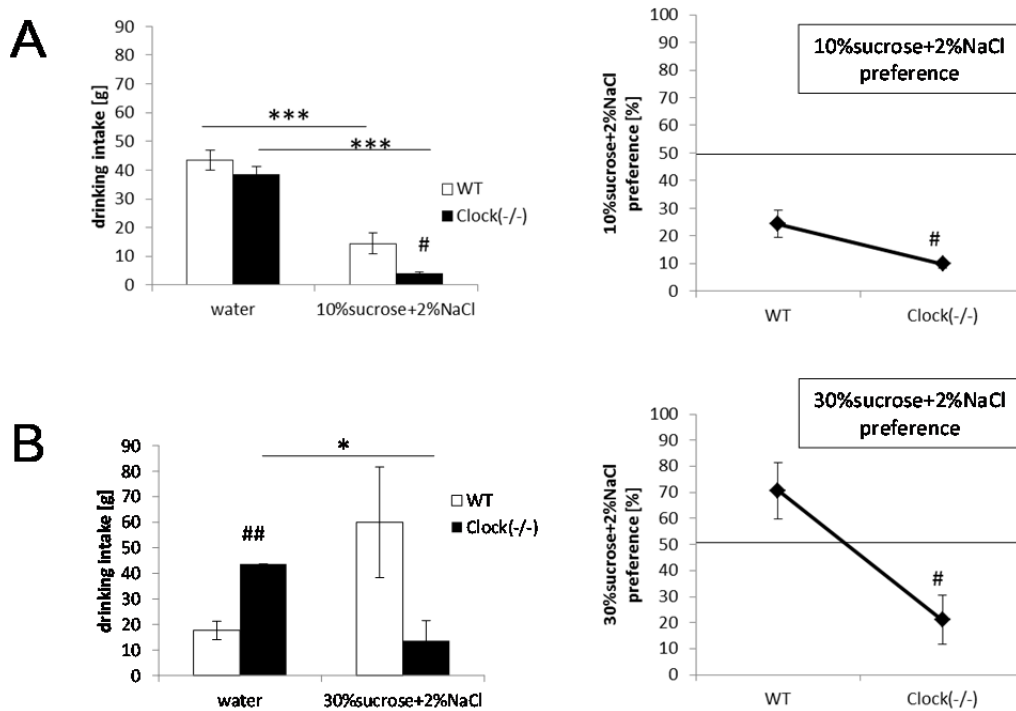 A
drinking intake [g]
90
80
70
60
50
40
30
20
10
0
***
***
#
WT
Clock(-/-)
water
10%sucrose+2%NaCl
10%sucrose+2%NaCl
preference
10%sucrose+2%NaCl
preference [%]
100
90
80
70
60
50
40
30
20
10
0
#
WT
Clock(-/-)
B
drinking intake [g]
90
80
70
60
50
40
30
20
10
0
*
##
WT
Clock(-/-)
water
30%sucrose+2%NaCl
30%sucrose+2%NaCl
preference
30%sucrose+2%NaCl
preference [%]
100
90
80
70
60
50
40
30
20
10
0
#
WT
Clock(-/-)